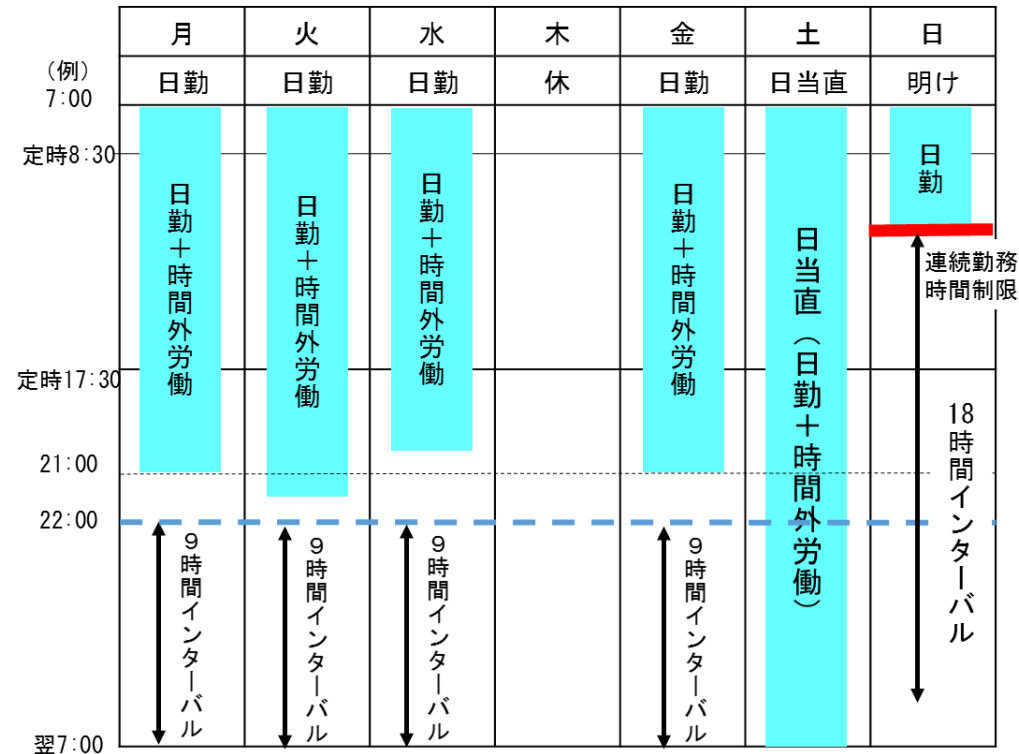 月 火 水 木 金 土 日
（例） 日勤 日勤 日勤 休 日勤 日当直 明け
7:00
定時8:30
定時17:30
21:00
22:00
翌7:00
日勤＋時間外労働
日勤＋時間外労働
日勤＋時間外労働
日勤＋時間外労働
日当直（日勤＋時間外労働）
日勤
連続勤務
時間制限
９時間インターバル
９時間インターバル
９時間インターバル
９時間インターバル
18時間インターバル